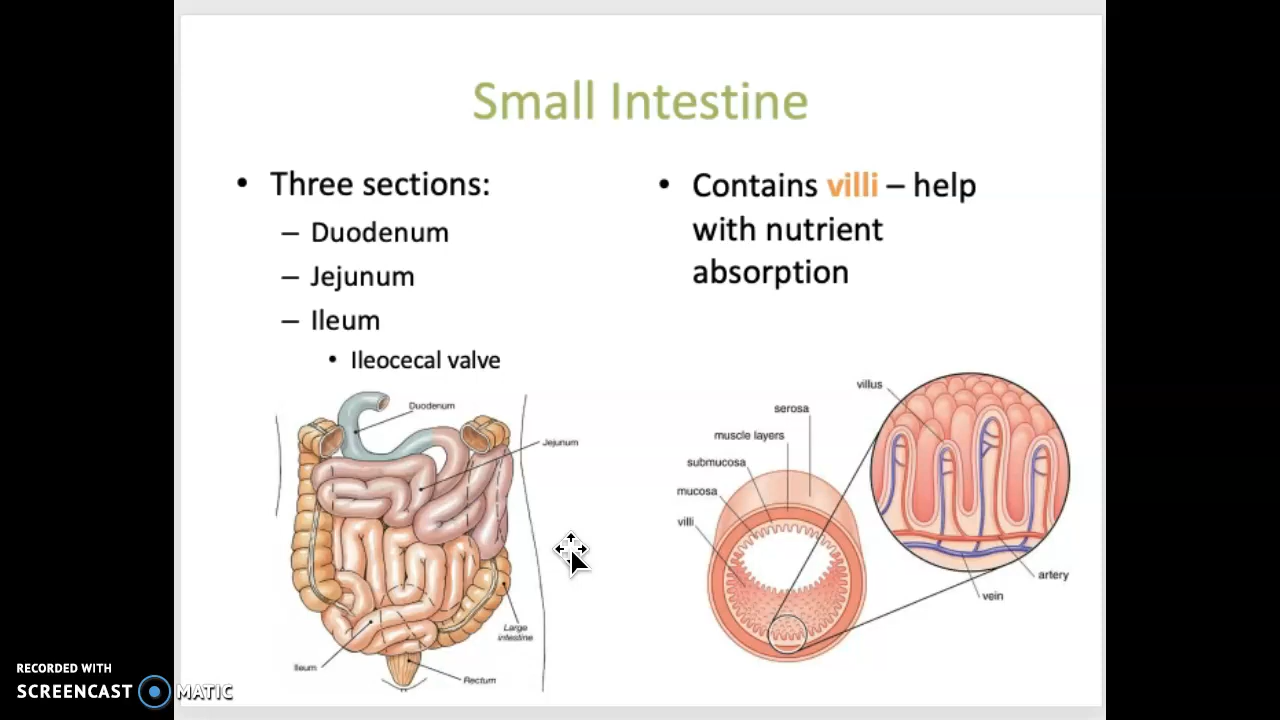 Small Intestine
• Three sections:
– Duodenum
– Jejunum
– Ileum
• Ileocecal valve
• Contains villi – help
with nutrient
absorption
Duodenum
Jejunum
Large
intestine
Ileum
Rectum
villus
serosa
muscle layers
submucosa
mucosa
villi
artery
vein
RECORDED WITH
SCREENCAST MATIC